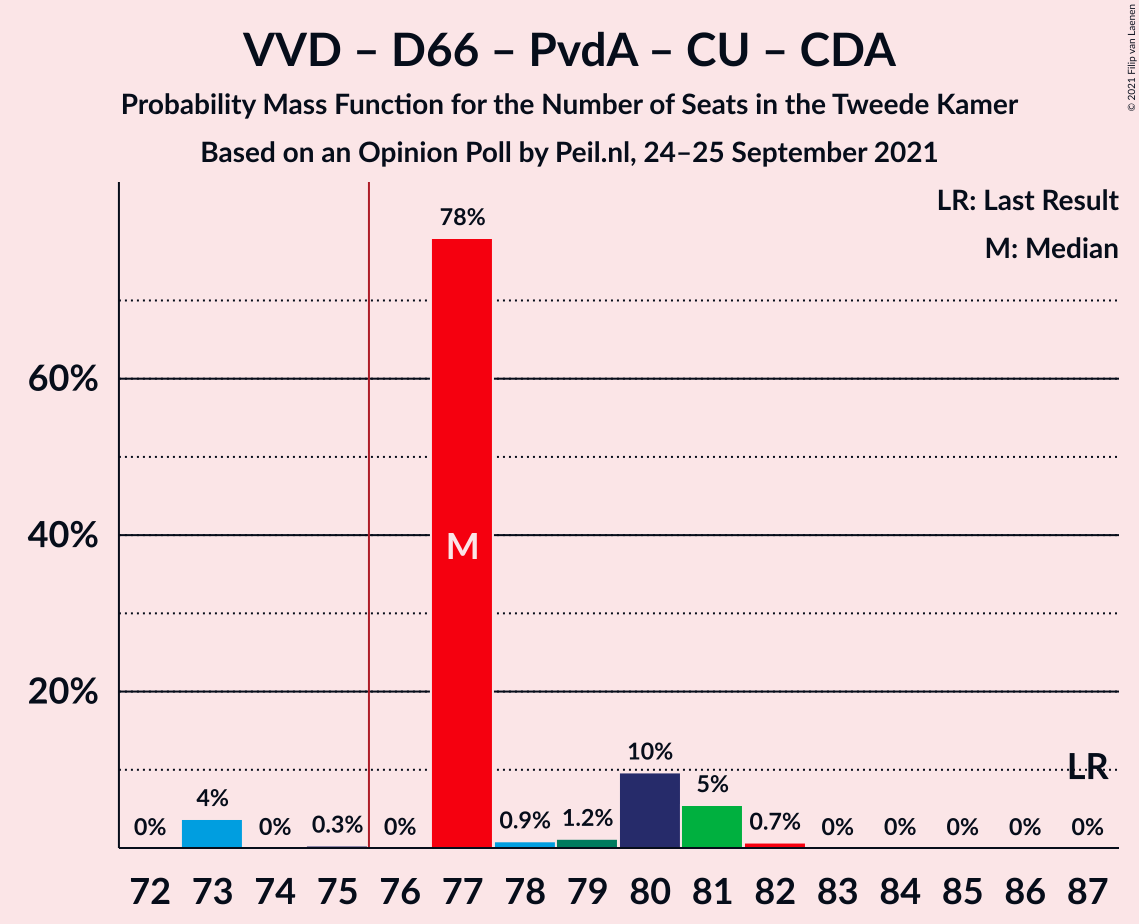 VVD – D66 – PvdA – CU – CDA
Probability Mass Function for the Number of Seats in the Tweede Kamer
Based on an Opinion Poll by Peil.nl, 24–25 September 2021
© 2021 Filip van Laenen
LR: Last Result
M: Median
78%
60%
40%
M
20%
10%
LR
5%
4%
1.2%
0.9%
0.7%
0% 0% 0.3% 0% 0% 0% 0% 0% 0%
72 73 74 75 76 77 78 79 80 81 82 83 84 85 86 87